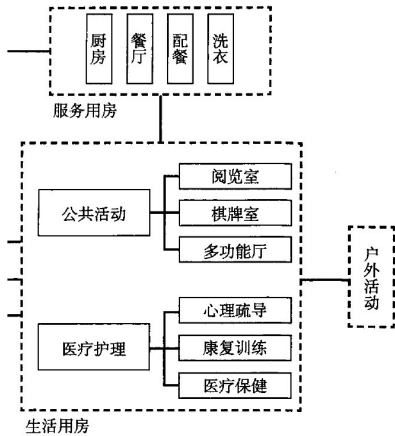 厨房
餐厅
配餐
洗衣
服务用房
公共活动
阅览室
棋牌室
多功能厅
户外活动
医疗护理
心理疏导
康复训练
医疗保健
生活用房